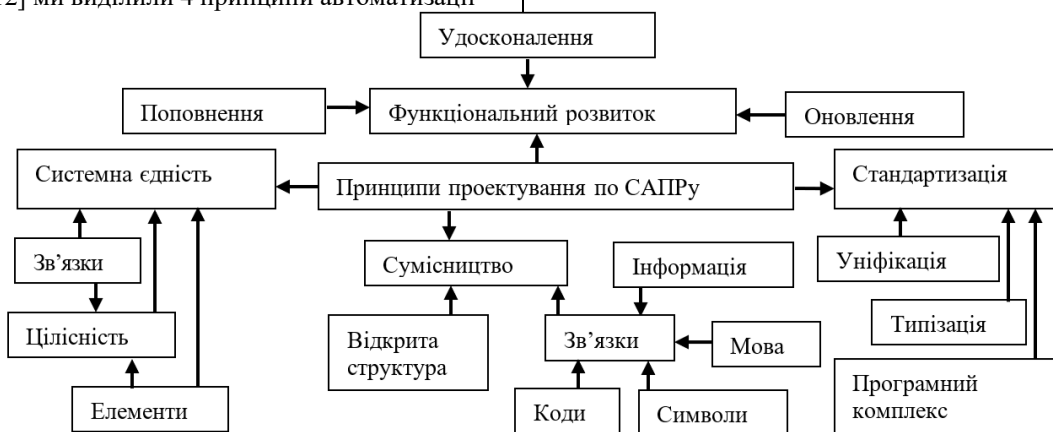 12] ми виділили 4 принципи автоматизації
Удосконалення
Поповнення
Функціональний розвиток
Оновлення
Системна єдність
Принципи проектування по САПРу
Стандартизація
Зв’язки
Сумісництво
Інформація
Уніфікація
Цілісність
Відкрита
структура
Зв’язки
Мова
Типізація
Елементи
Коди
Символи
Програмний
комплекс